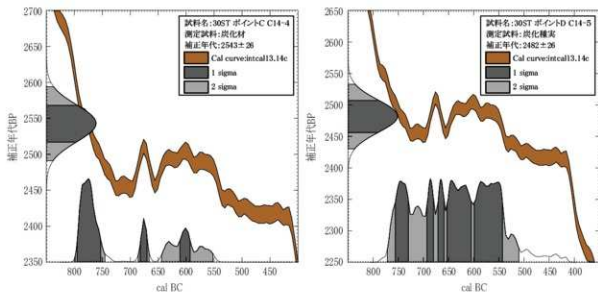 試料名:30ST ポイントC C14-4
測定試料:炭化材
補正年代:2543±26
Cal curve:intcal13.14c
1 sigma
2 sigma
補正年代BP
2700
2650
2600
2550
2500
2450
2400
2350
800
750
700
650
600
550
500
450
cal BC
試料名:30ST ポイントD C14-5
測定試料:炭化種実
補正年代:2482±26
Cal curve:intcal13.14c
1 sigma
2 sigma
補正年代BP
2650
2600
2550
2500
2450
2400
2350
2300
2250
800
750
700
650
600
550
500
450
400
cal BC